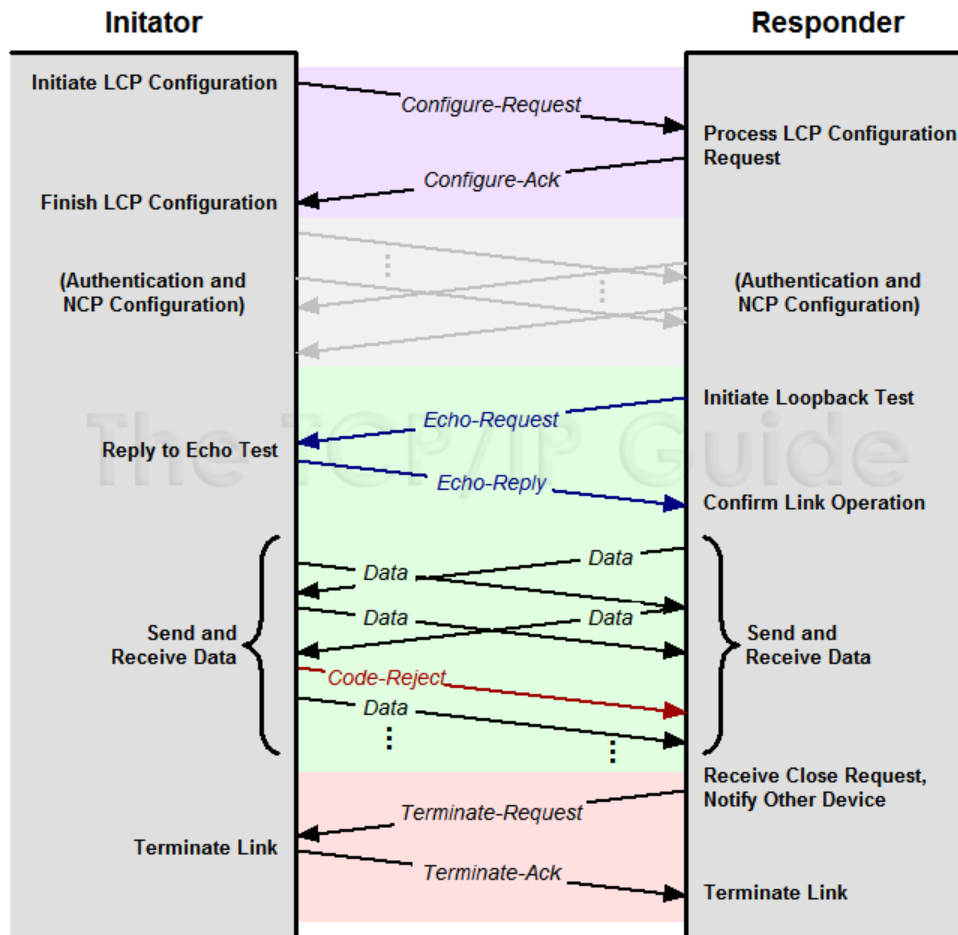 Initator
Responder
Initiate LCP Configuration
Configure-Request
Process LCP Configuration
Request
Configure-Ack
Finish LCP Configuration
(Authentication and
NCP Configuration)
(Authentication and
NCP Configuration)
Initiate Loopback Test
Echo-Request
The TCP/IP Guide
Reply to Echo Test
Echo-Reply
Confirm Link Operation
Data
Data
Data
Data
Send and
Receive Data
Send and
Receive Data
Code-Reject
Data
Receive Close Request,
Notify Other Device
Terminate-Request
Terminate Link
Terminate-Ack
Terminate Link